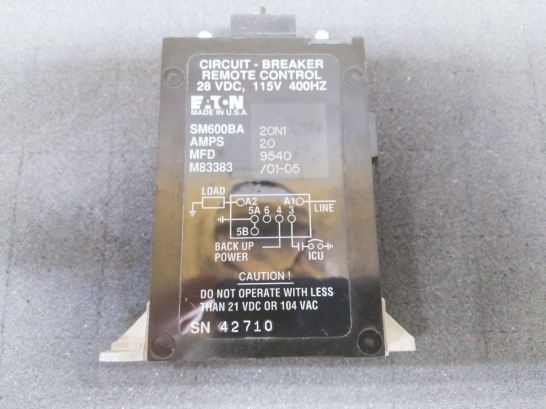 CIRCUIT - BREAKER
REMOTE CONTROL
28 VDC, 115V 400HZ
EATON
MADE IN U.S.A.
SM600BA 20N1
AMPS 20
MFD 9540
M83383 /01-05
LOAD
A2 A1 LINE
5A 6 4 3
5B
BACK UP
POWER
ICU
CAUTION !
DO NOT OPERATE WITH LESS
THAN 21 VDC OR 104 VAC
SN 42710